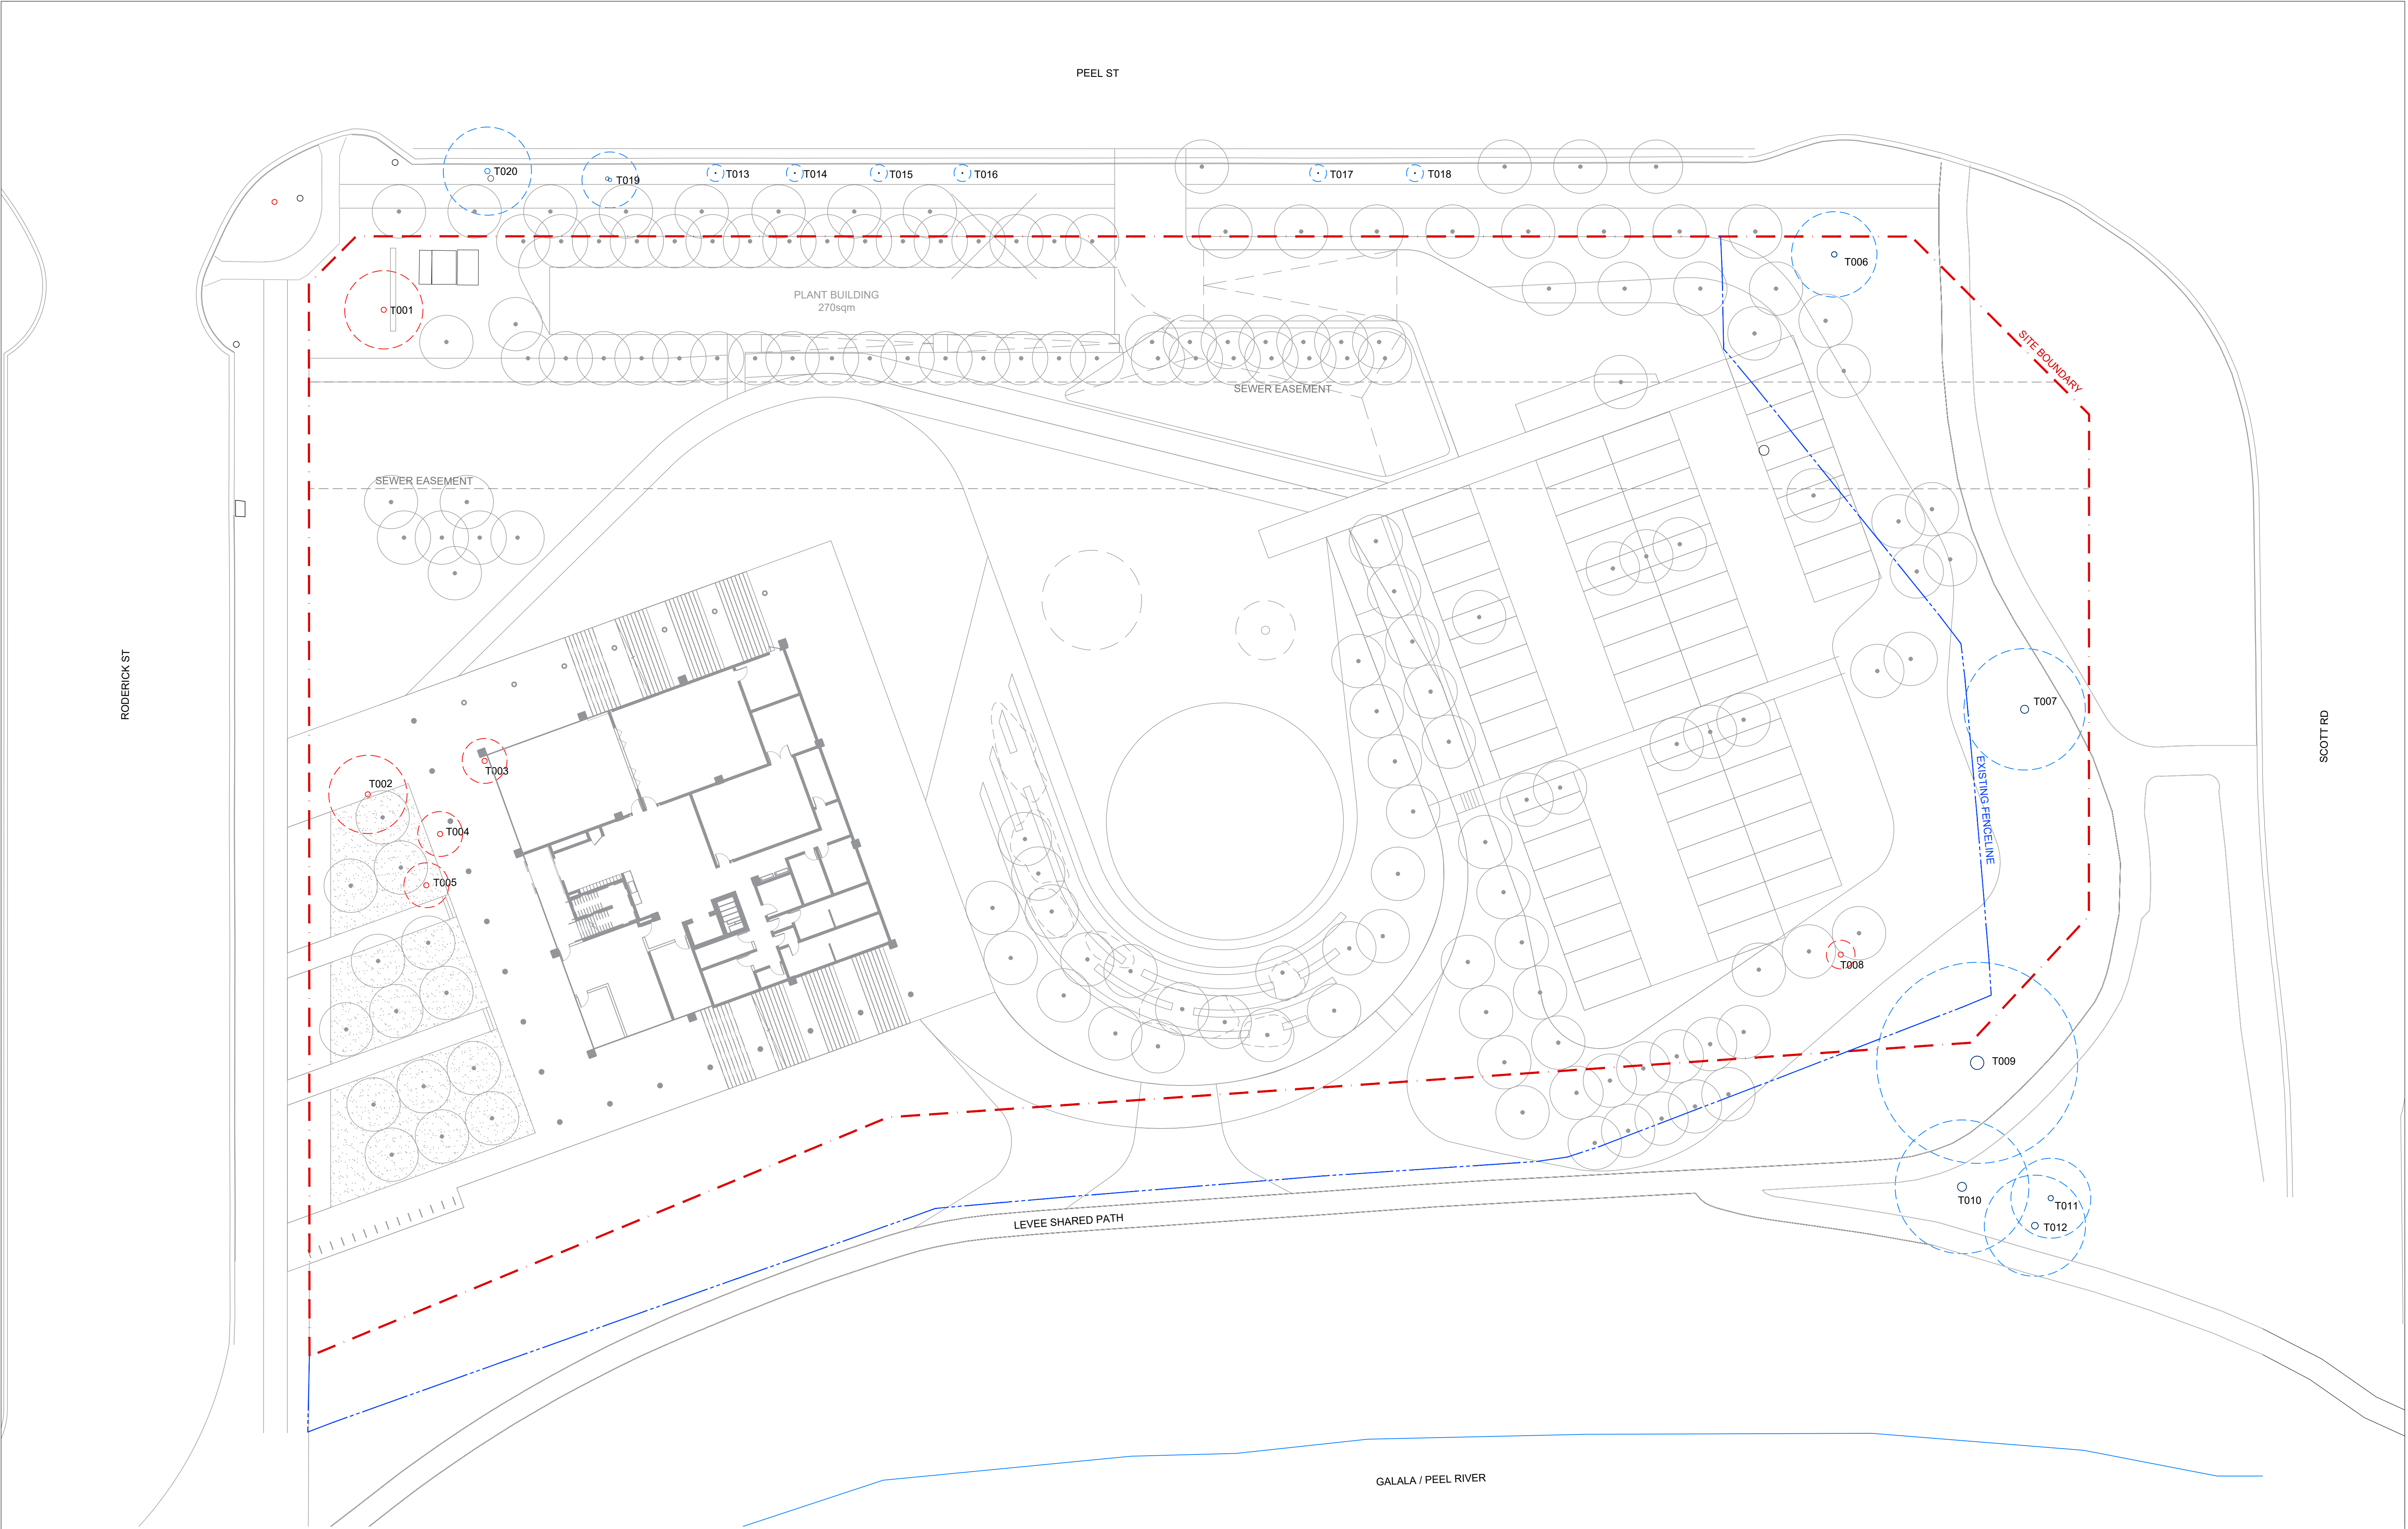 PEEL ST
T020
T019
T013
T014
T015
T016
T017
T018
T006
T001
PLANT BUILDING
270sqm
SITE BOUNDARY
SEWER EASEMENT
SEWER EASEMENT
RODERICK ST
T007
SCOTT RD
T002
T003
T004
T005
EXISTING FENCELINE
T008
T009
T010
T011
T012
LEVEE SHARED PATH
GALALA / PEEL RIVER